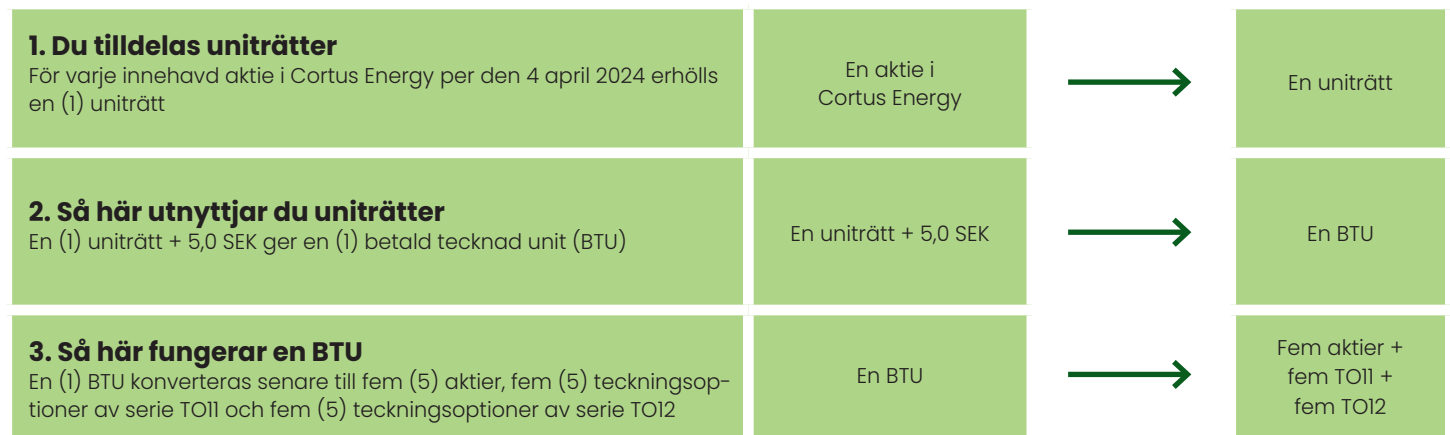 1. Du tilldelas uniträtter
För varje innehavd aktie i Cortus Energy per den 4 april 2024 erhölls
en (1) uniträtt
En aktie i
Cortus Energy
En uniträtt
2. Så här utnyttjar du uniträtter
En (1) uniträtt + 5,0 SEK ger en (1) betald tecknad unit (BTU)
En uniträtt + 5,0 SEK
En BTU
3. Så här fungerar en BTU
En (1) BTU konverteras senare till fem (5) aktier, fem (5) teckningsop-
tioner av serie TO11 och fem (5) teckningsoptioner av serie TO12
En BTU
Fem aktier +
fem TO11 +
fem TO12